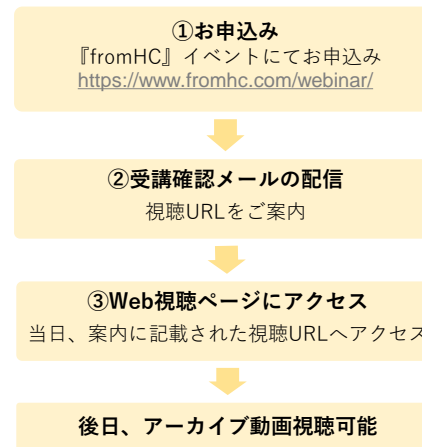 ①お申込み
『fromHC』イベントにてお申込み
https://www.fromhc.com/webinar/
②受講確認メールの配信
視聴URLをご案内
③Web視聴ページにアクセス
当日、案内に記載された視聴URLへアクセス
後日、アーカイブ動画視聴可能